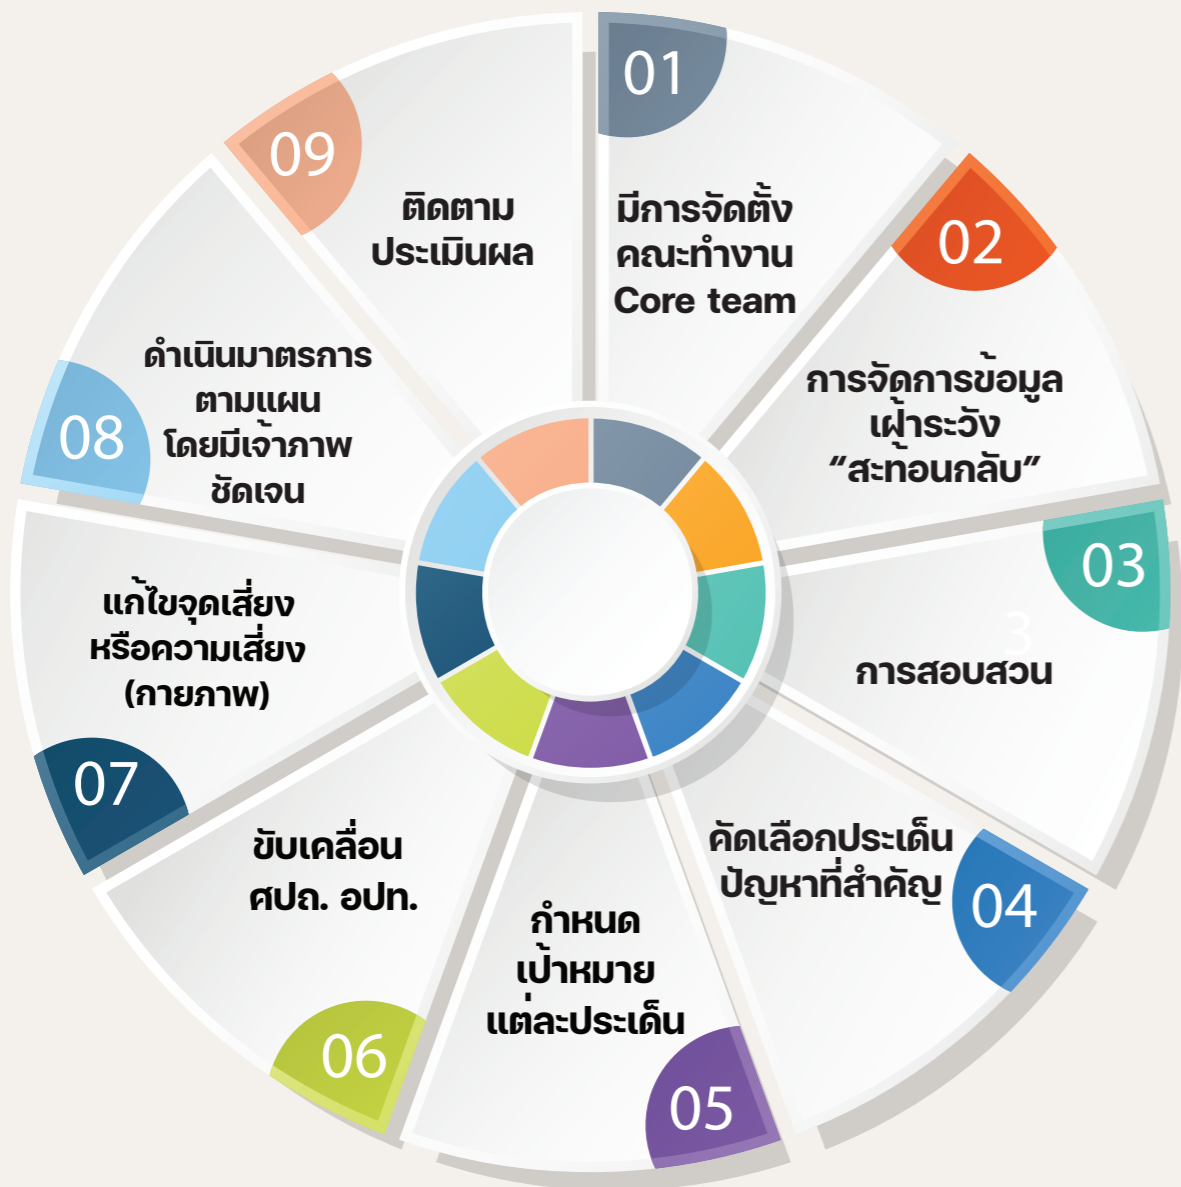 01
มีการจัดตั้ง
คณะทำงาน
Core team
02
การจัดการข้อมูล
เฝ้าระวัง
“สะท้อนกลับ”
03
3
การสอบสวน
คัดเลือกประเด็น
ปัญหาที่สำคัญ
04
กำหนด
เป้าหมาย
แต่ละประเด็น
05
ขับเคลื่อน
ศปถ. อปท.
06
แก้ไขจุดเสี่ยง
หรือความเสี่ยง
(กายภาพ)
07
08
ดำเนินมาตรการ
ตามแผน
โดยมีเจ้าภาพ
ชัดเจน
09
ติดตาม
ประเมินผล